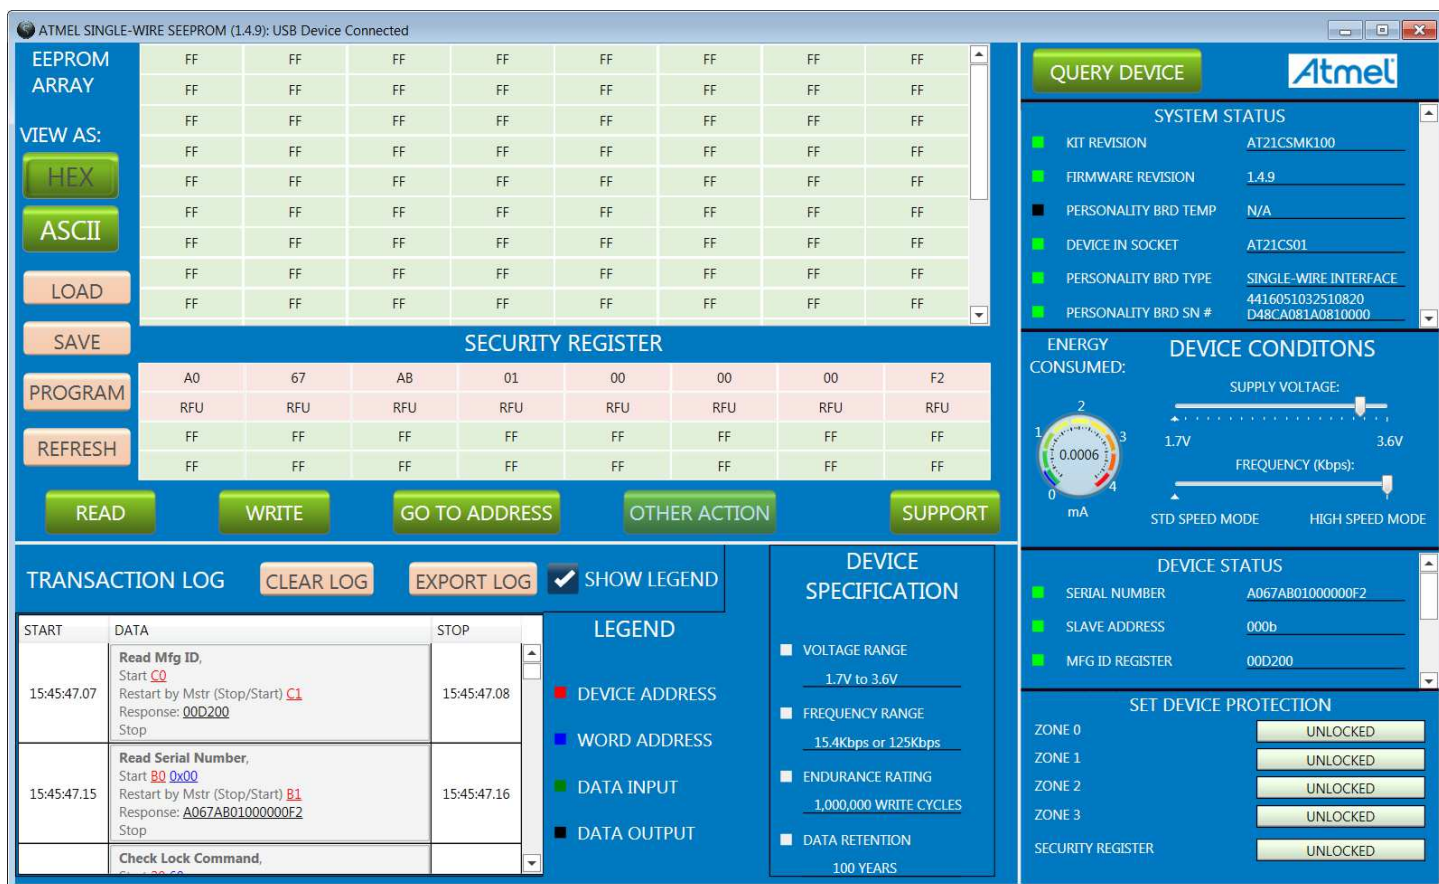 ATMEL SINGLE-WIRE SEEPROM (1.4.9): USB Device Connected
EEPROM
ARRAY
VIEW AS:
HEX
ASCII
LOAD
SAVE
PROGRAM
REFRESH
FF FF FF FF FF FF FF FF
FF FF FF FF FF FF FF FF
FF FF FF FF FF FF FF FF
FF FF FF FF FF FF FF FF
FF FF FF FF FF FF FF FF
FF FF FF FF FF FF FF FF
FF FF FF FF FF FF FF FF
FF FF FF FF FF FF FF FF
FF FF FF FF FF FF FF FF
SECURITY REGISTER
A0 67 AB 01 00 00 00 F2
RFU RFU RFU RFU RFU RFU RFU RFU
FF FF FF FF FF FF FF FF
FF FF FF FF FF FF FF FF
READ WRITE GO TO ADDRESS OTHER ACTION SUPPORT
QUERY DEVICE
Atmel
SYSTEM STATUS
KIT REVISION AT21CSMK100
FIRMWARE REVISION 1.4.9
PERSONALITY BRD TEMP N/A
DEVICE IN SOCKET AT21CS01
PERSONALITY BRD TYPE SINGLE-WIRE INTERFACE
PERSONALITY BRD SN # 4416051032510820
D48CA081A0810000
ENERGY
CONSUMED:
0 1 2 3 4
0.0006
mA
DEVICE CONDITONS
SUPPLY VOLTAGE:
1.7V 3.6V
FREQUENCY (Kbps):
STD SPEED MODE HIGH SPEED MODE
TRANSACTION LOG CLEAR LOG EXPORT LOG SHOW LEGEND
START DATA STOP
15:45:47.07
Read Mfg ID,
Start C0
Restart by Mstr (Stop/Start) C1
Response: 00D200
Stop
15:45:47.08
15:45:47.15
Read Serial Number,
Start B0 0x00
Restart by Mstr (Stop/Start) B1
Response: A067AB01000000F2
Stop
15:45:47.16
Check Lock Command,
LEGEND
DEVICE ADDRESS
WORD ADDRESS
DATA INPUT
DATA OUTPUT
DEVICE
SPECIFICATION
VOLTAGE RANGE
1.7V to 3.6V
FREQUENCY RANGE
15.4Kbps or 125Kbps
ENDURANCE RATING
1,000,000 WRITE CYCLES
DATA RETENTION
100 YEARS
DEVICE STATUS
SERIAL NUMBER A067AB01000000F2
SLAVE ADDRESS 000b
MFG ID REGISTER 00D200
SET DEVICE PROTECTION
ZONE 0 UNLOCKED
ZONE 1 UNLOCKED
ZONE 2 UNLOCKED
ZONE 3 UNLOCKED
SECURITY REGISTER UNLOCKED